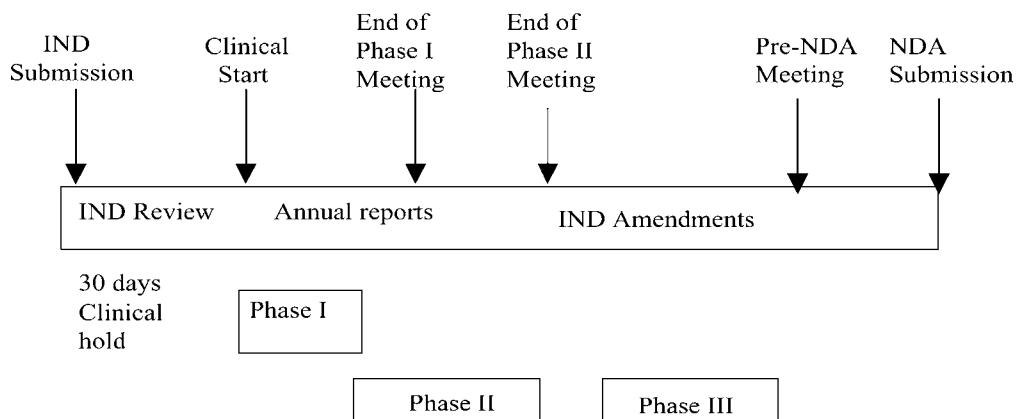 IND
Submission
Clinical
Start
End of
Phase I
Meeting
End of
Phase II
Meeting
Pre-NDA
Meeting
NDA
Submission
IND Review
Annual reports
IND Amendments
30 days
Clinical
hold
Phase I
Phase II
Phase III